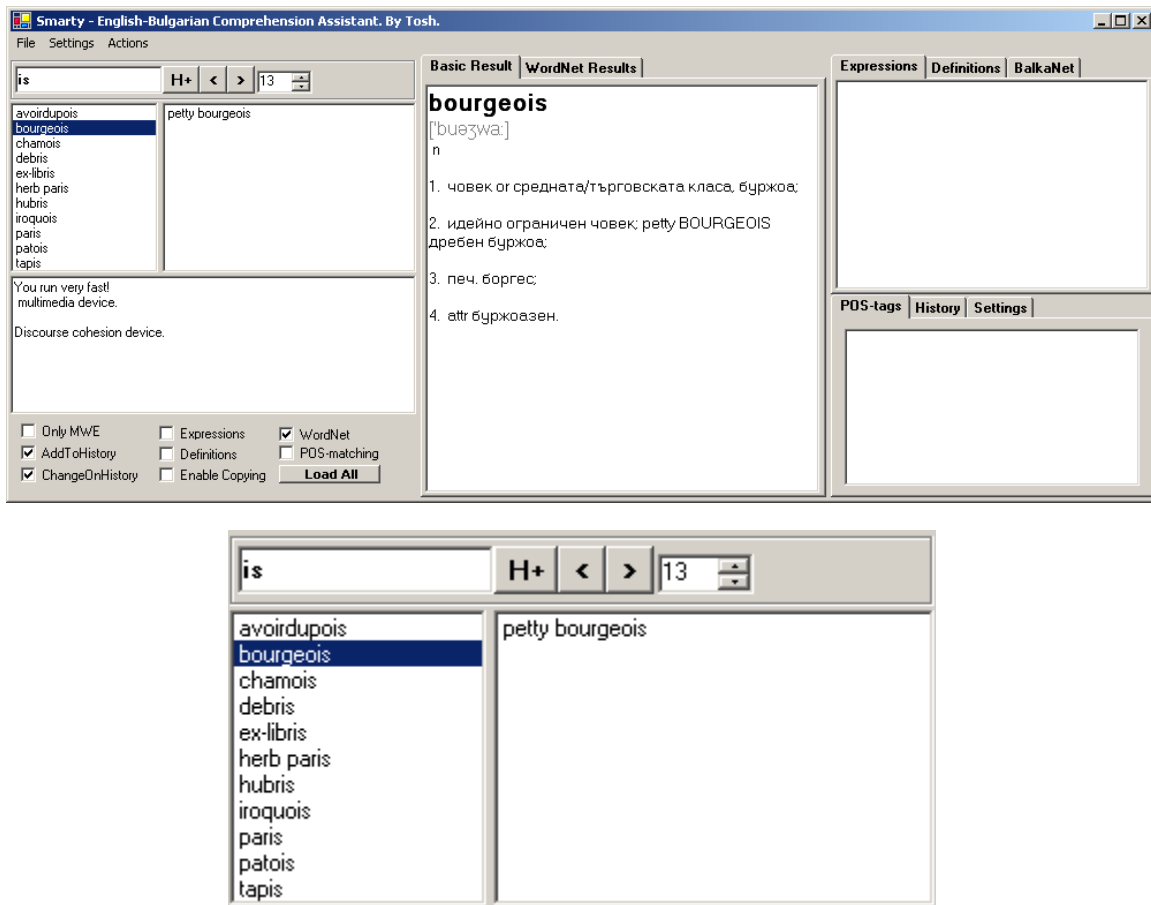 Smarty - English-Bulgarian Comprehension Assistant. By Tosh.
File Settings Actions
is H+ < > 13
avoirdupois
bourgeois
chamois
debris
ex-libris
herb paris
hubris
iroquois
paris
patois
tapis
petty bourgeois
You run very fast!
multimedia device.
Discourse cohesion device.
Only MWE Expressions WordNet
AddToHistory Definitions POS-matching
ChangeOnHistory Enable Copying Load All
Basic Result WordNet Results
bourgeois
['buəʒwa:]
n
1. човек or средната/търговската класа, буржоа;
2. идейно ограничен човек; petty BOURGEOIS
дребен буржоа;
3. печ. боргес;
4. attr буржоазен.
Expressions Definitions BalkaNet
POS-tags History Settings
is H+ < > 13
avoirdupois
bourgeois
chamois
debris
ex-libris
herb paris
hubris
iroquois
paris
patois
tapis
petty bourgeois